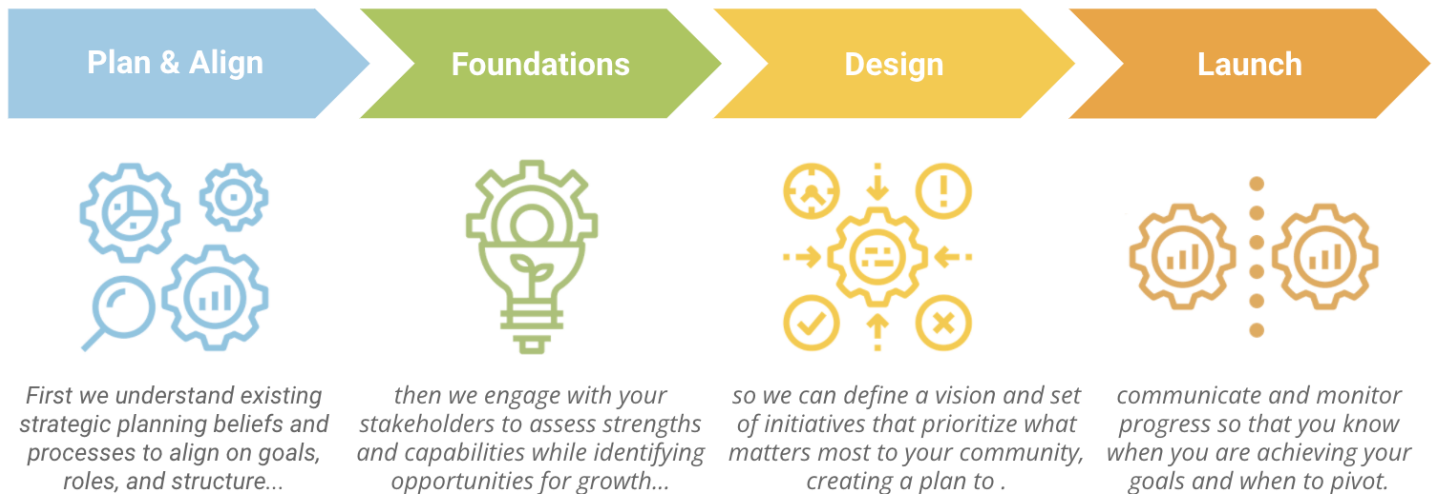 Plan & Align
Foundations
Design
Launch
First we understand existing
strategic planning beliefs and
processes to align on goals,
roles, and structure...
then we engage with your
stakeholders to assess strengths
and capabilities while identifying
opportunities for growth...
so we can define a vision and set
of initiatives that prioritize what
matters most to your community,
creating a plan to .
communicate and monitor
progress so that you know
when you are achieving your
goals and when to pivot.